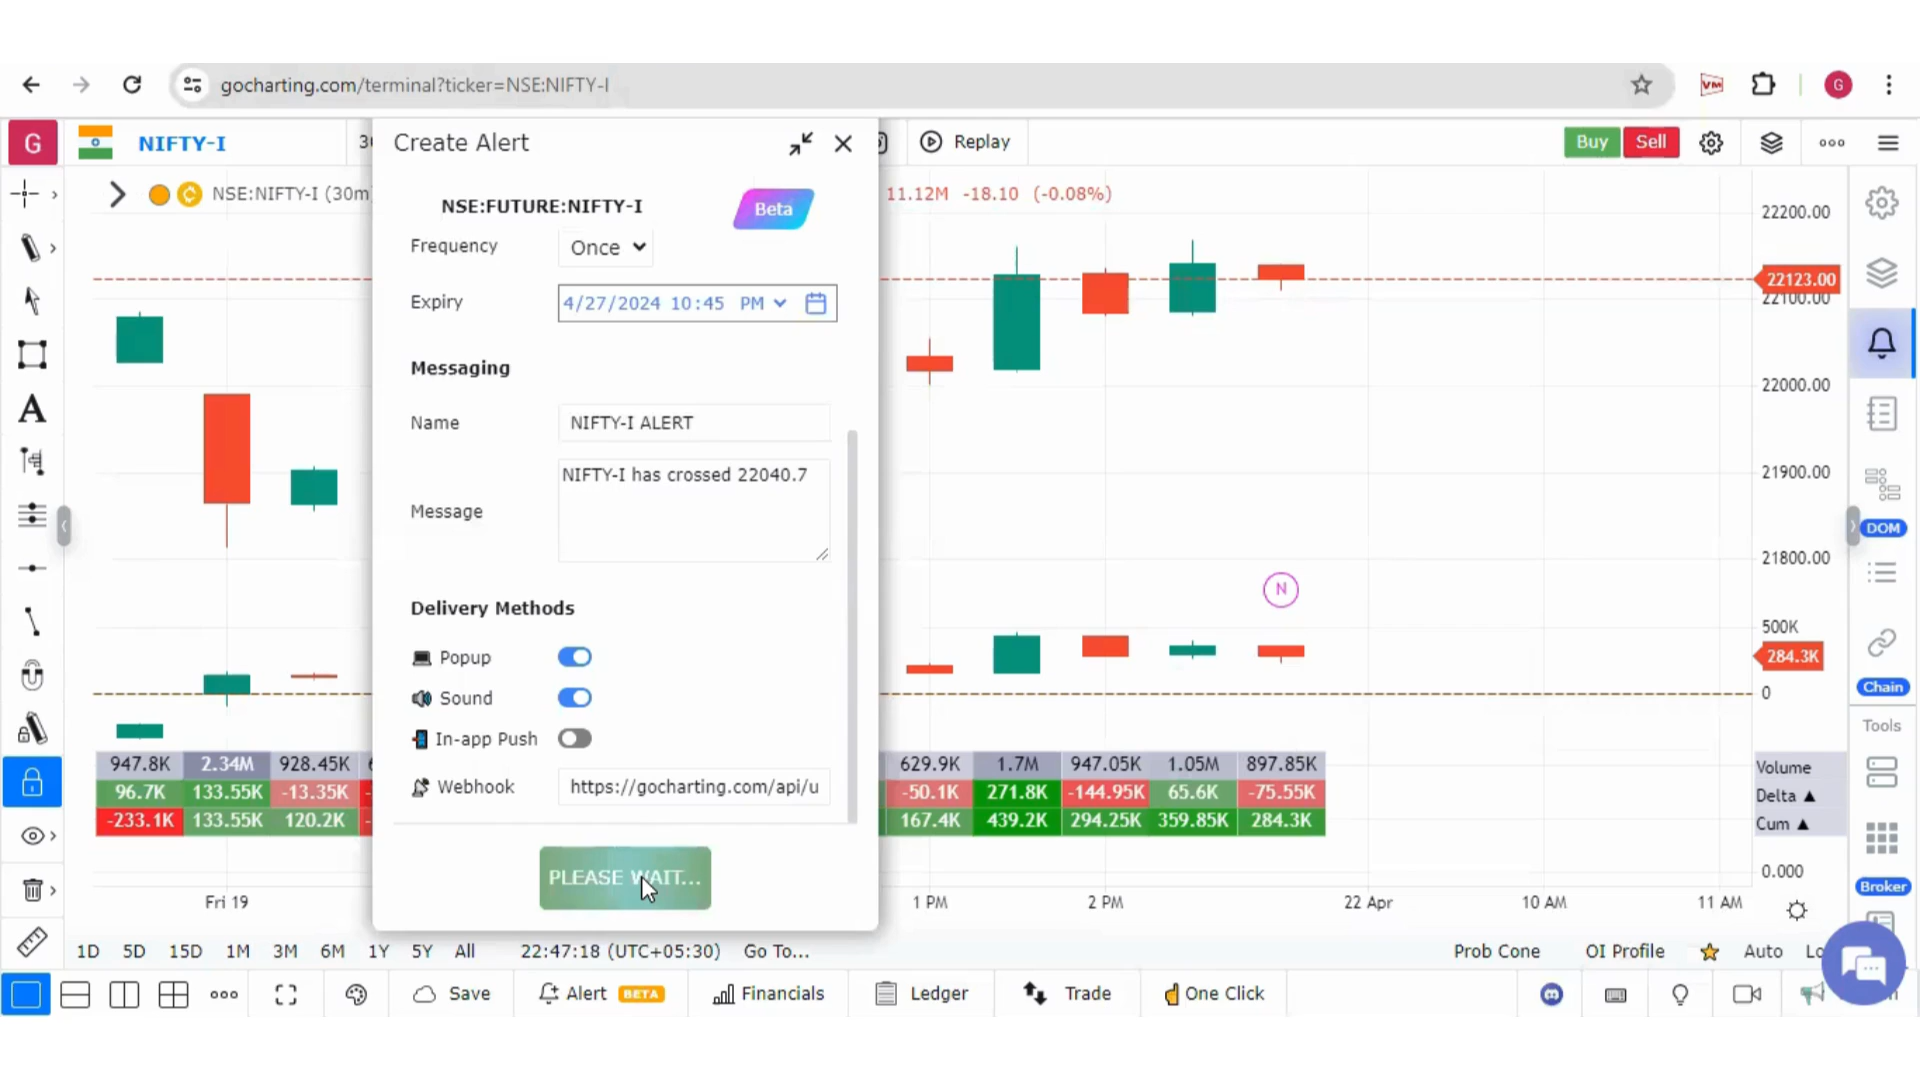 gocharting.com/terminal?ticker=NSE:NIFTY-I
VM
G
G
NIFTY-I
Create Alert
Replay
Buy
Sell
NSE:NIFTY-I (30m
11.12M -18.10 (-0.08%)
NSE:FUTURE:NIFTY-I
Beta
Frequency
Once
Expiry
4/27/2024 10:45 PM
Messaging
Name
NIFTY-I ALERT
Message
NIFTY-I has crossed 22040.7
Delivery Methods
Popup
Sound
In-app Push
Webhook
https://gocharting.com/api/u
PLEASE WAIT...
22200.00
22123.00
22100.00
22000.00
21900.00
21800.00
N
500K
284.3K
0
947.8K 2.34M 928.45K
96.7K 133.55K -13.35K
-233.1K 133.55K 120.2K
629.9K 1.7M 947.05K 1.05M 897.85K
-50.1K 271.8K -144.95K 65.6K -75.55K
167.4K 439.2K 294.25K 359.85K 284.3K
Volume
Delta ▲
Cum ▲
0.000
Fri 19
1 PM
2 PM
22 Apr
10 AM
11 AM
DOM
Chain
Tools
Broker
1D 5D 15D 1M 3M 6M 1Y 5Y All
22:47:18 (UTC+05:30)
Go To...
Prob Cone
OI Profile
Auto
Save
Alert BETA
Financials
Ledger
Trade
One Click